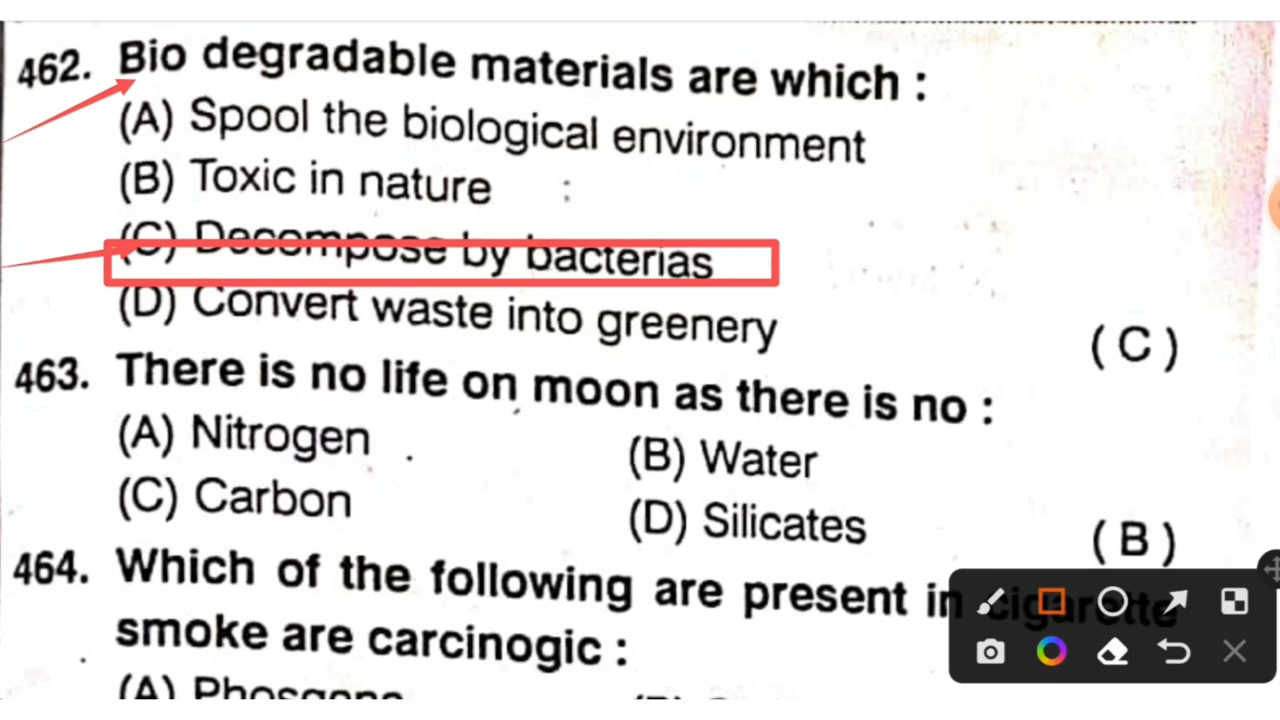 462. Bio degradable materials are which :
(A) Spool the biological environment
(B) Toxic in nature :
(C) Decompose by bacterias
(D) Convert waste into greenery (C)
463. There is no life on moon as there is no :
(A) Nitrogen (B) Water
(C) Carbon (D) Silicates (B)
464. Which of the following are present in cigarette
smoke are carcinogic :
(A) Phosgene